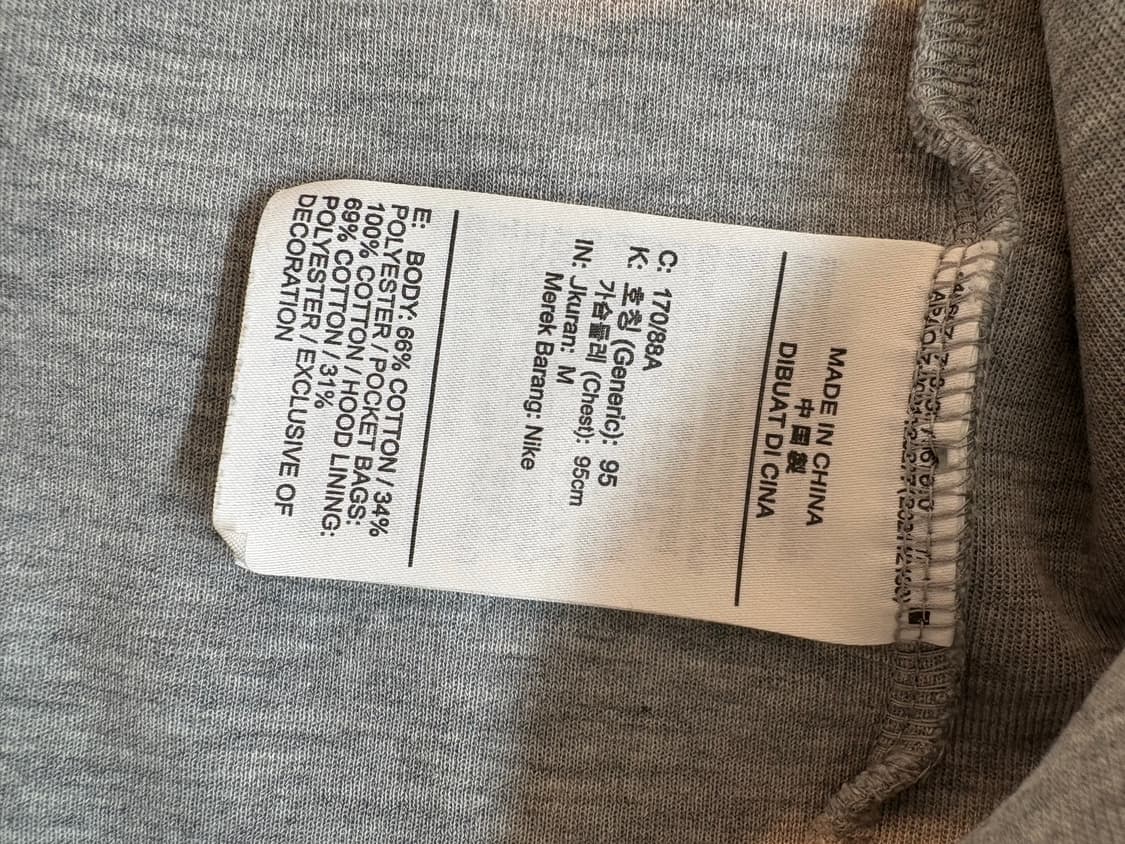 MADE IN CHINA
中国製
DIBUAT DI CINA
C: 170/88A
K: 호칭 (Generic): 95
가슴둘레 (Chest): 95cm
IN: Jkuran: M
Merek Barang: Nike
E: BODY: 66% COTTON / 34%
POLYESTER / POCKET BAGS:
100% COTTON / HOOD LINING:
69% COTTON / 31%
POLYESTER / EXCLUSIVE OF
DECORATION